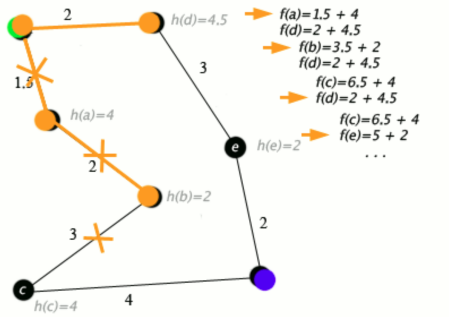 2
h(d)=4.5
f(a)=1.5 + 4
f(d)=2 + 4.5
f(b)=3.5 + 2
f(d)=2 + 4.5
f(c)=6.5 + 4
f(d)=2 + 4.5
f(c)=6.5 + 4
f(e)=5 + 2
. . .
3
1.5
h(a)=4
e
h(e)=2
2
h(b)=2
3
2
c
h(c)=4
4